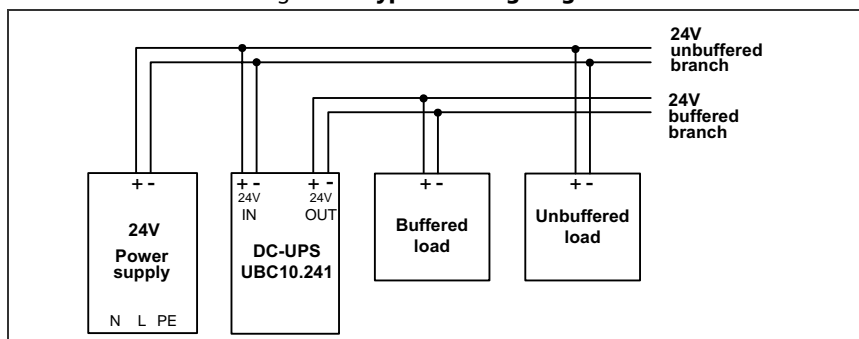 24V
unbuffered
branch
24V
buffered
branch
+ -
24V
Power
supply
N L PE
+ - + -
24V 24V
IN OUT
DC-UPS
UBC10.241
+ -
Buffered
load
+ -
Unbuffered
load